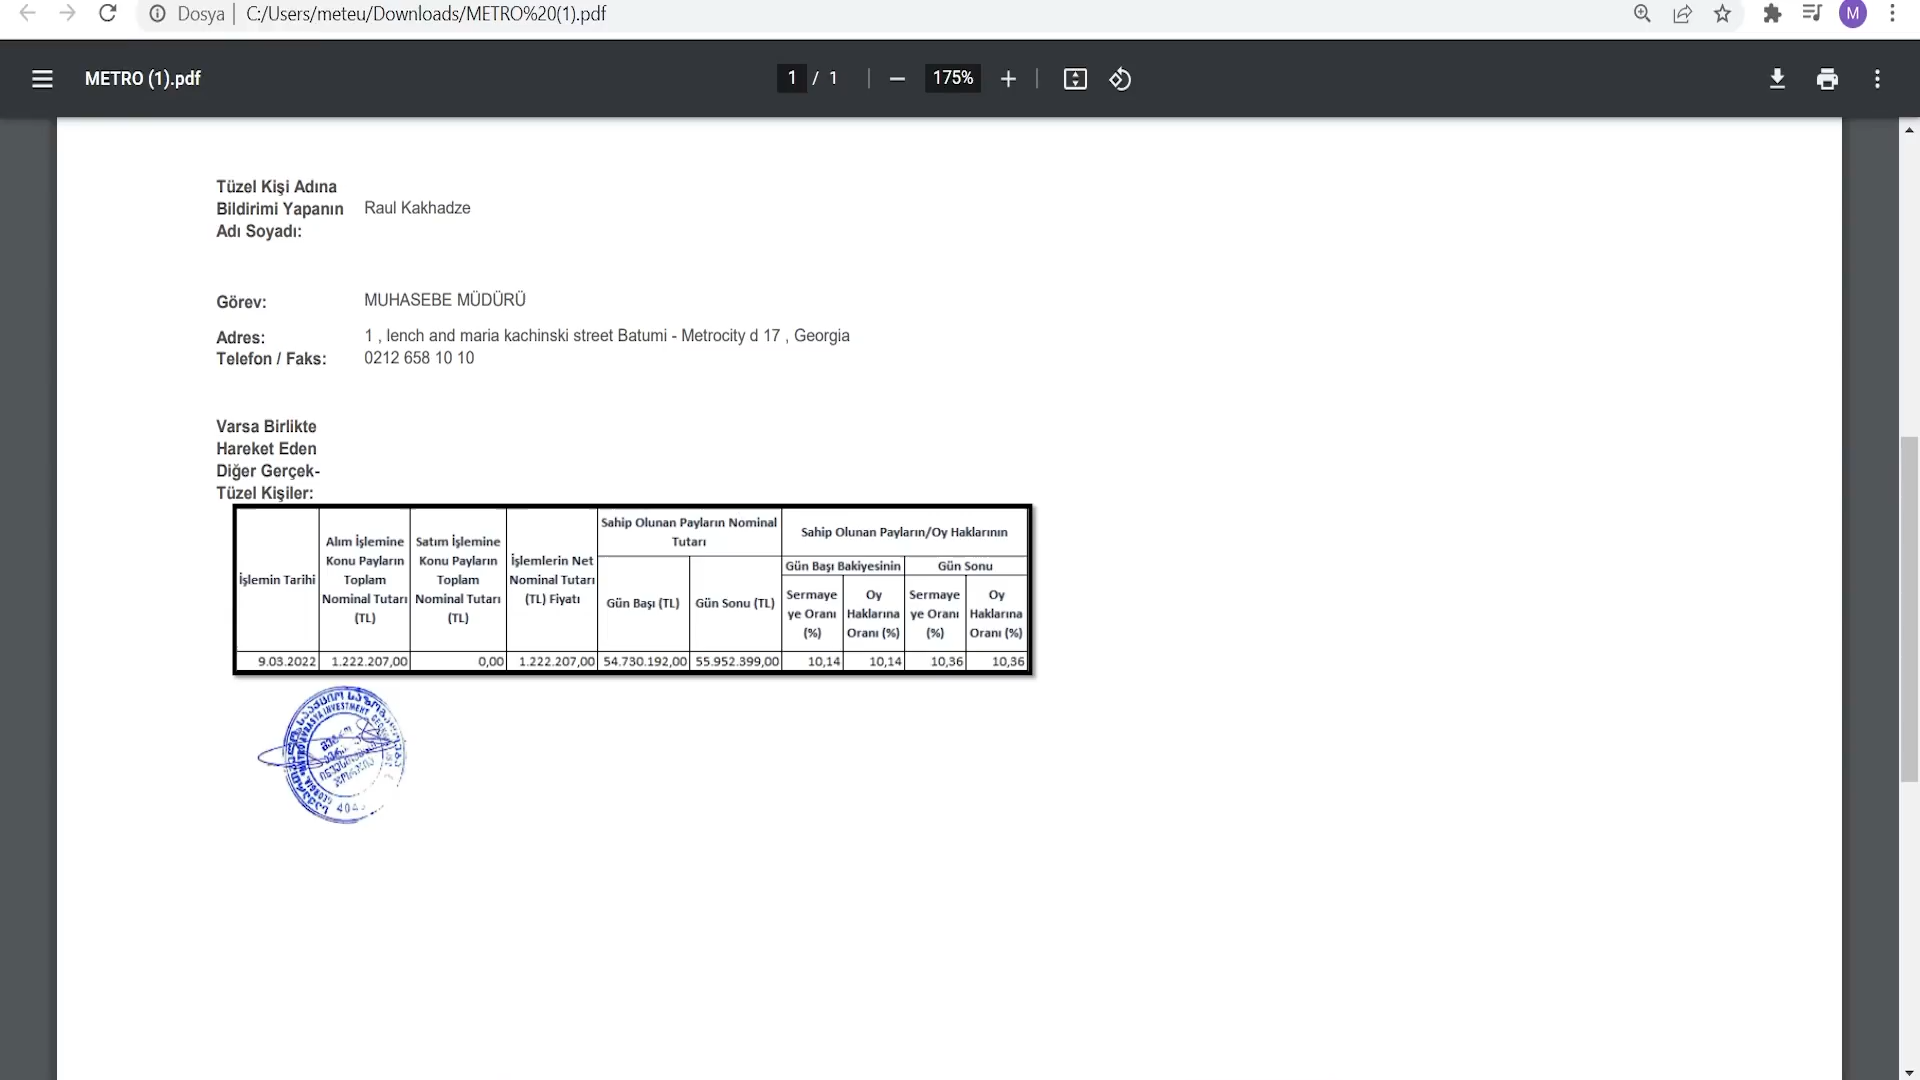 Dosya | C:/Users/meteu/Downloads/METRO%20(1).pdf
M
METRO (1).pdf
1 / 1
175%
Tüzel Kişi Adına
Bildirimi Yapanın Raul Kakhadze
Adı Soyadı:
Görev: MUHASEBE MÜDÜRÜ
Adres: 1 , lench and maria kachinski street Batumi - Metrocity d 17 , Georgia
Telefon / Faks: 0212 658 10 10
Varsa Birlikte
Hareket Eden
Diğer Gerçek-
Tüzel Kişiler:
İşlemin Tarihi
Alım İşlemine
Konu Payların
Toplam
Nominal Tutarı
(TL)
Satım İşlemine
Konu Payların
Toplam
Nominal Tutarı
(TL)
İşlemlerin Net
Nominal Tutarı
(TL) Fiyatı
Sahip Olunan Payların Nominal
Tutarı
Gün Başı (TL)
Gün Sonu (TL)
Sahip Olunan Payların/Oy Haklarının
Gün Başı Bakiyesinin
Gün Sonu
Sermaye
ye Oranı
(%)
Oy
Haklarına
Oranı (%)
Sermaye
ye Oranı
(%)
Oy
Haklarına
Oranı (%)
9.03.2022 1.222.207,00 0,00 1.222.207,00 54.730.192,00 55.952.399,00 10,14 10,14 10,36 10,36